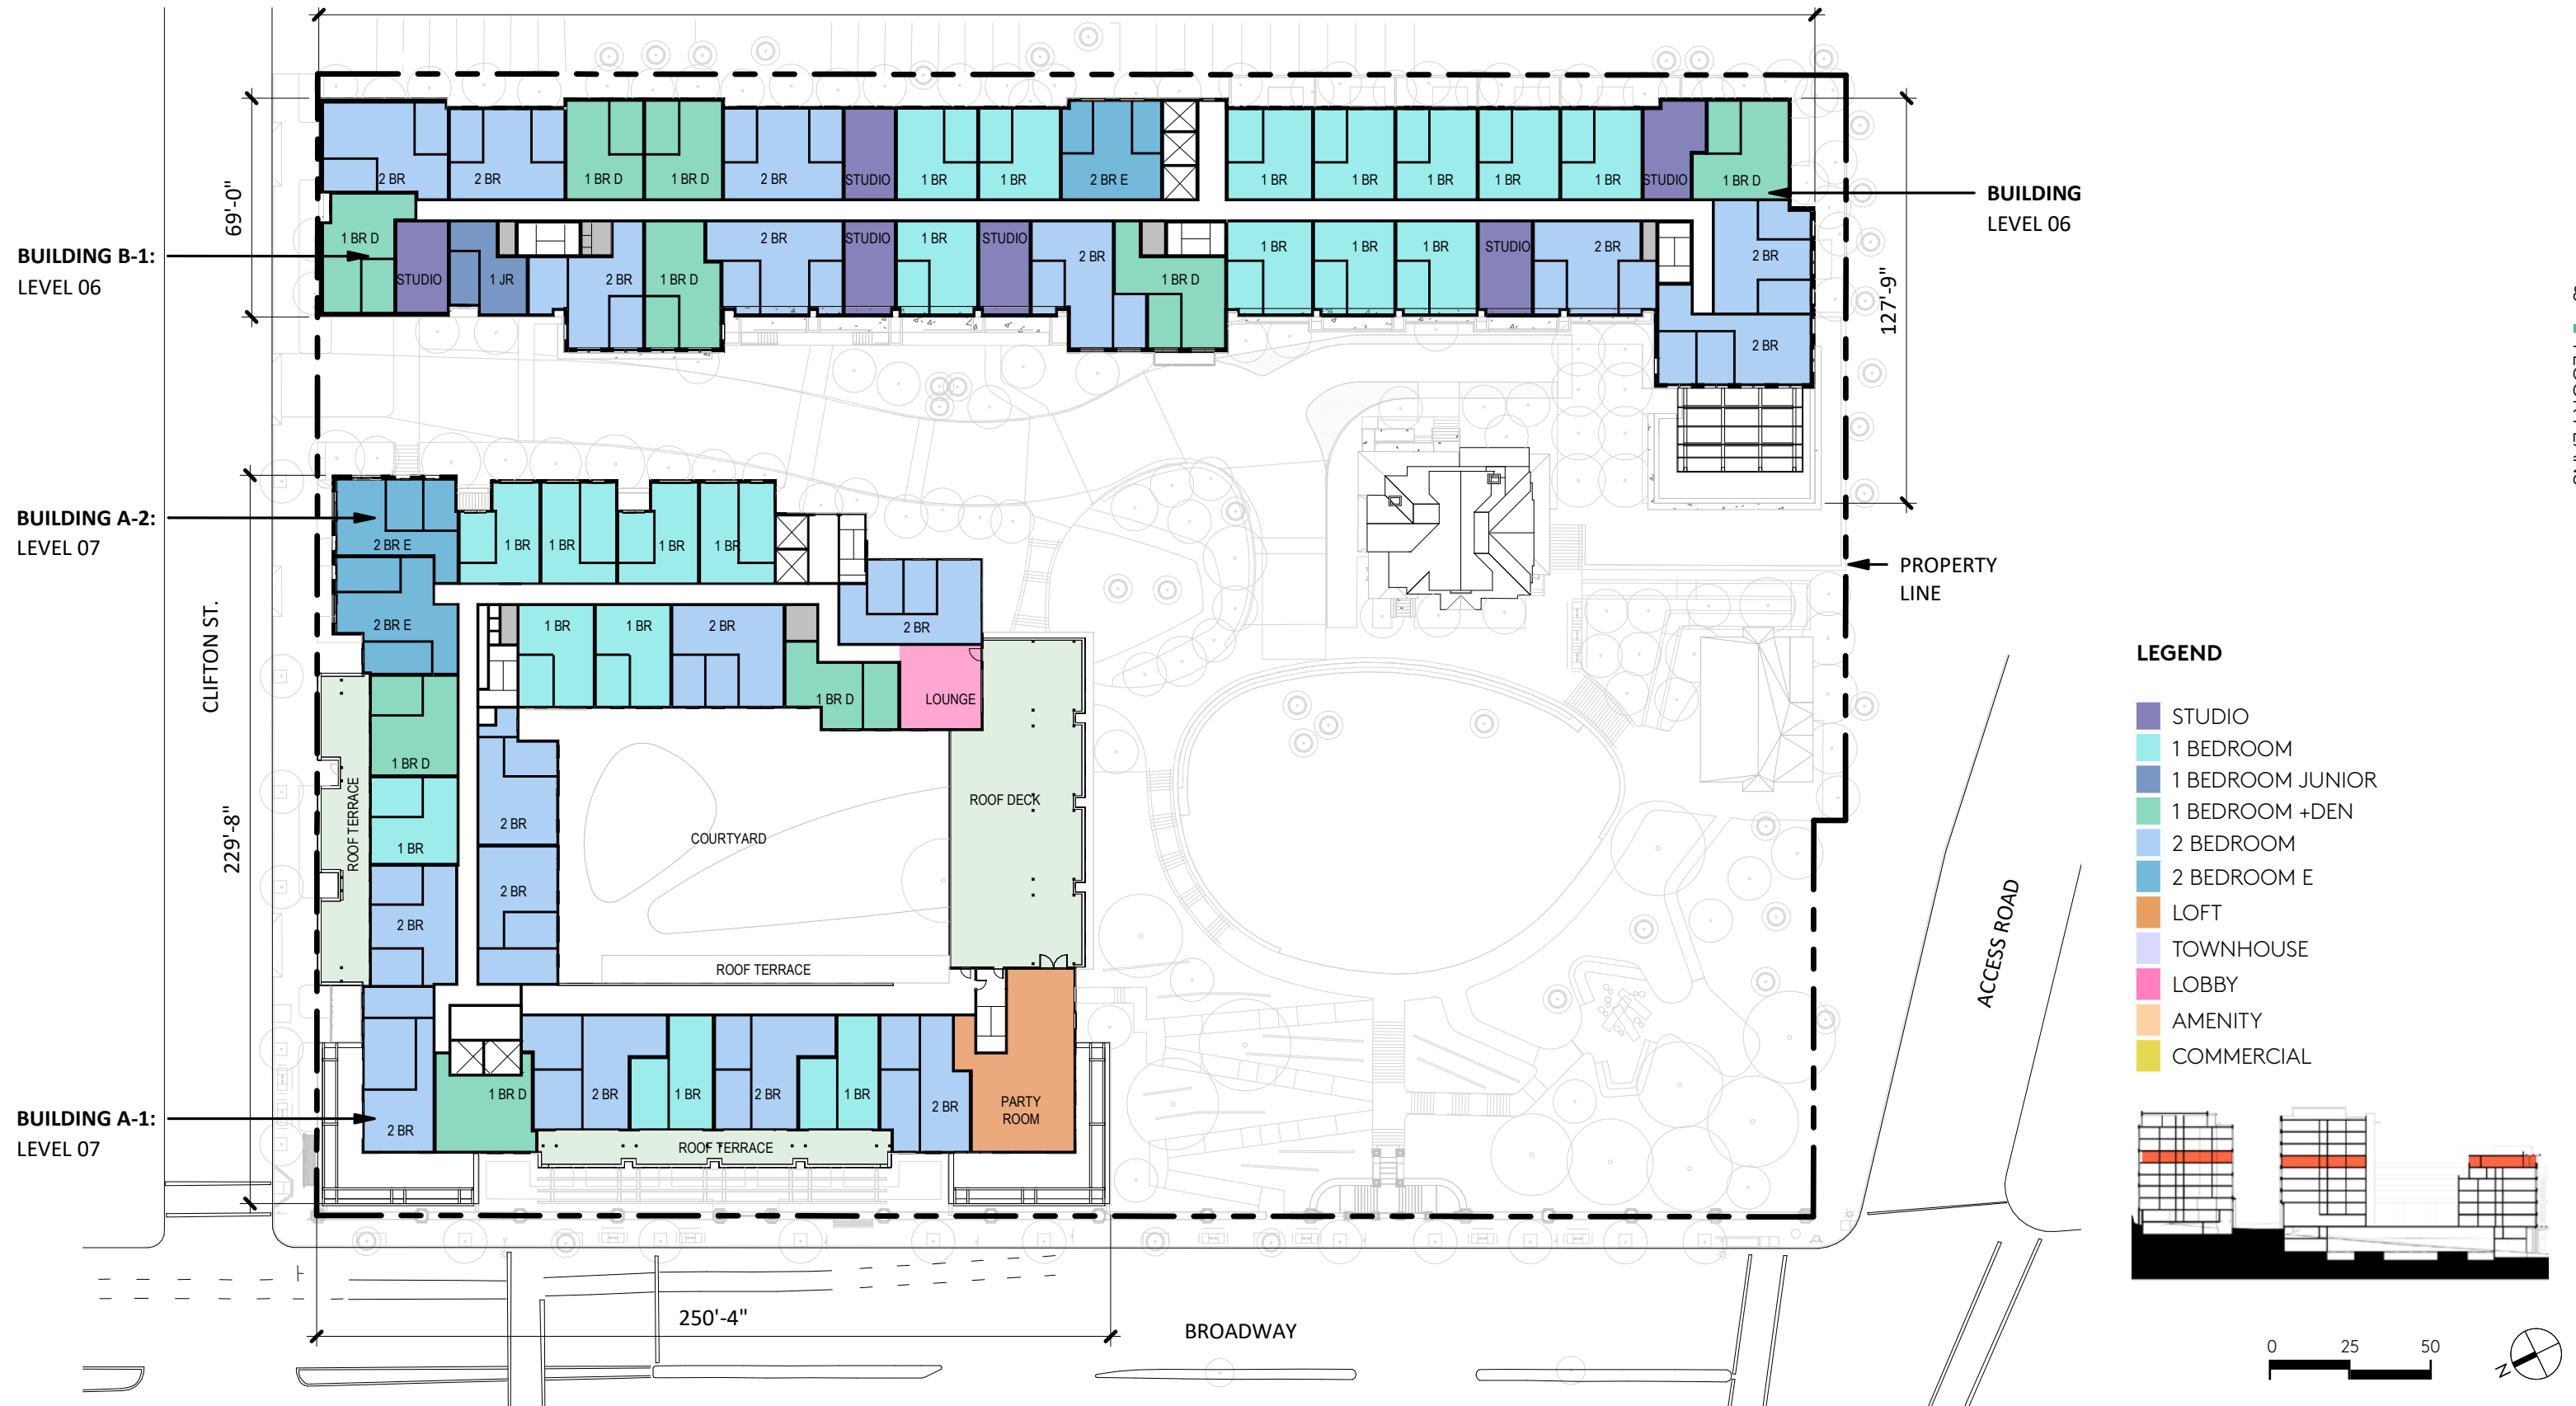 2 BR
2 BR
1 BR D
1 BR D
2 BR
STUDIO
1 BR
1 BR
2 BR E
1 BR
1 BR
1 BR
1 BR
1 BR
STUDIO
1 BR D
BUILDING
LEVEL 06
69'-0"
BUILDING B-1:
LEVEL 06
1 BR D
STUDIO
1 JR
2 BR
1 BR D
2 BR
STUDIO
1 BR
STUDIO
2 BR
1 BR D
1 BR
1 BR
1 BR
STUDIO
2 BR
2 BR
2 BR
127'-9"
BUILDING A-2:
LEVEL 07
2 BR E
1 BR
1 BR
1 BR
1 BR
PROPERTY
LINE
CLIFTON ST.
2 BR E
1 BR
1 BR
2 BR
2 BR
1 BR D
LOUNGE
1 BR D
ROOF TERRACE
1 BR
2 BR
2 BR
2 BR
COURTYARD
ROOF DECK
229'-8"
ROOF TERRACE
ACCESS ROAD
BUILDING A-1:
LEVEL 07
2 BR
1 BR D
2 BR
1 BR
2 BR
1 BR
2 BR
PARTY
ROOM
ROOF TERRACE
250'-4"
BROADWAY
LEGEND
STUDIO
1 BEDROOM
1 BEDROOM JUNIOR
1 BEDROOM +DEN
2 BEDROOM
2 BEDROOM E
LOFT
TOWNHOUSE
LOBBY
AMENITY
COMMERCIAL
0 25 50
N